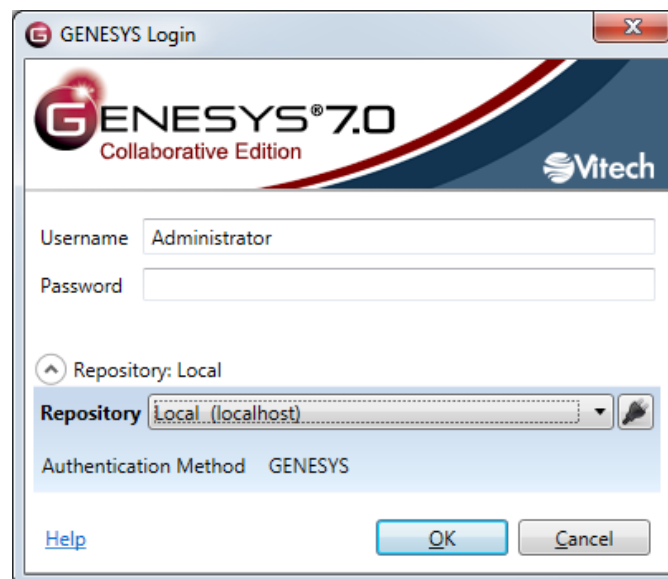 GENESYS Login
GENESYS® 7.0
Collaborative Edition
Vitech
Username Administrator
Password
Repository: Local
Repository Local (localhost)
Authentication Method GENESYS
Help OK Cancel